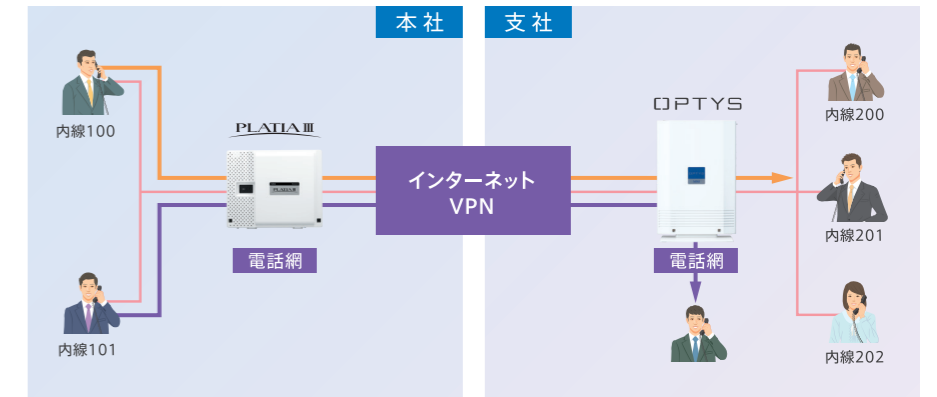 本社
支社
内線100
PLATIA III
PLATIA III
電話網
内線101
インターネット
VPN
OPTYS
電話網
内線200
内線201
内線202